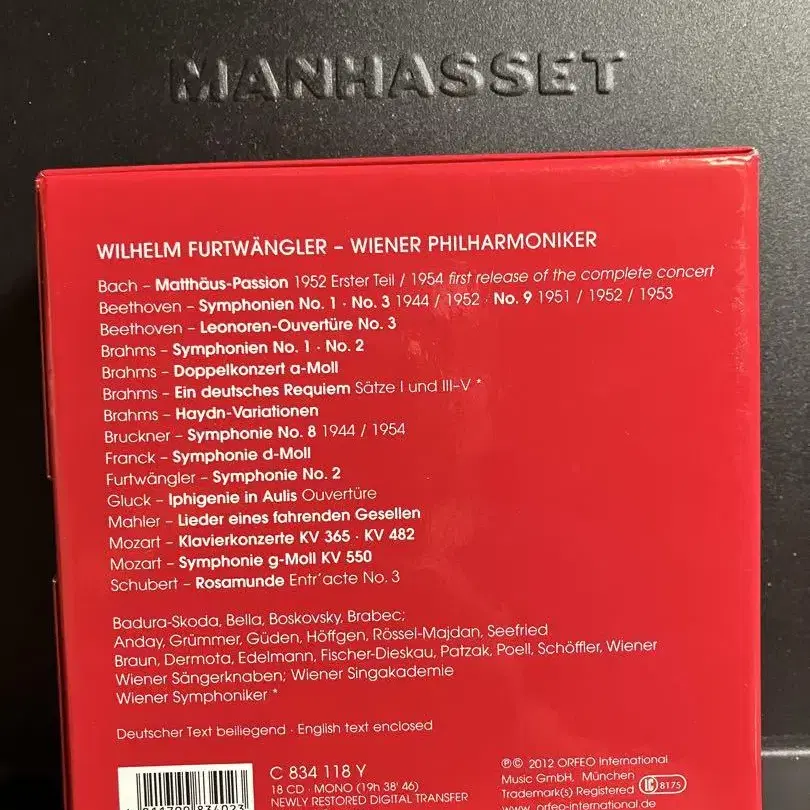 MANHASSET
WILHELM FURTWÄNGLER – WIENER PHILHARMONIKER
Bach – Matthäus-Passion 1952 Erster Teil / 1954 first release of the complete concert
Beethoven – Symphonien No. 1 · No. 3 1944 / 1952 · No. 9 1951 / 1952 / 1953
Beethoven – Leonoren-Ouvertüre No. 3
Brahms – Symphonien No. 1 · No. 2
Brahms – Doppelkonzert a-Moll
Brahms – Ein deutsches Requiem Sätze I und III–V *
Brahms – Haydn-Variationen
Bruckner – Symphonie No. 8 1944 / 1954
Franck – Symphonie d-Moll
Furtwängler – Symphonie No. 2
Gluck – Iphigenie in Aulis Ouvertüre
Mahler – Lieder eines fahrenden Gesellen
Mozart – Klavierkonzerte KV 365 · KV 482
Mozart – Symphonie g-Moll KV 550
Schubert – Rosamunde Entr'acte No. 3
Badura-Skoda, Bella, Boskovsky, Brabec;
Anday, Grümmer, Güden, Höffgen, Rössel-Majdan, Seefried
Braun, Dermota, Edelmann, Fischer-Dieskau, Patzak, Poell, Schöffler, Wiener
Wiener Sängerknaben; Wiener Singakademie
Wiener Symphoniker *
Deutscher Text beiliegend · English text enclosed
C 834 118 Y
18 CD · MONO (19h 38' 46)
NEWLY RESTORED DIGITAL TRANSFER
℗© 2012 ORFEO International
Music GmbH, München
Trademark(s) Registered LC 8175
www.orfeo-international.de